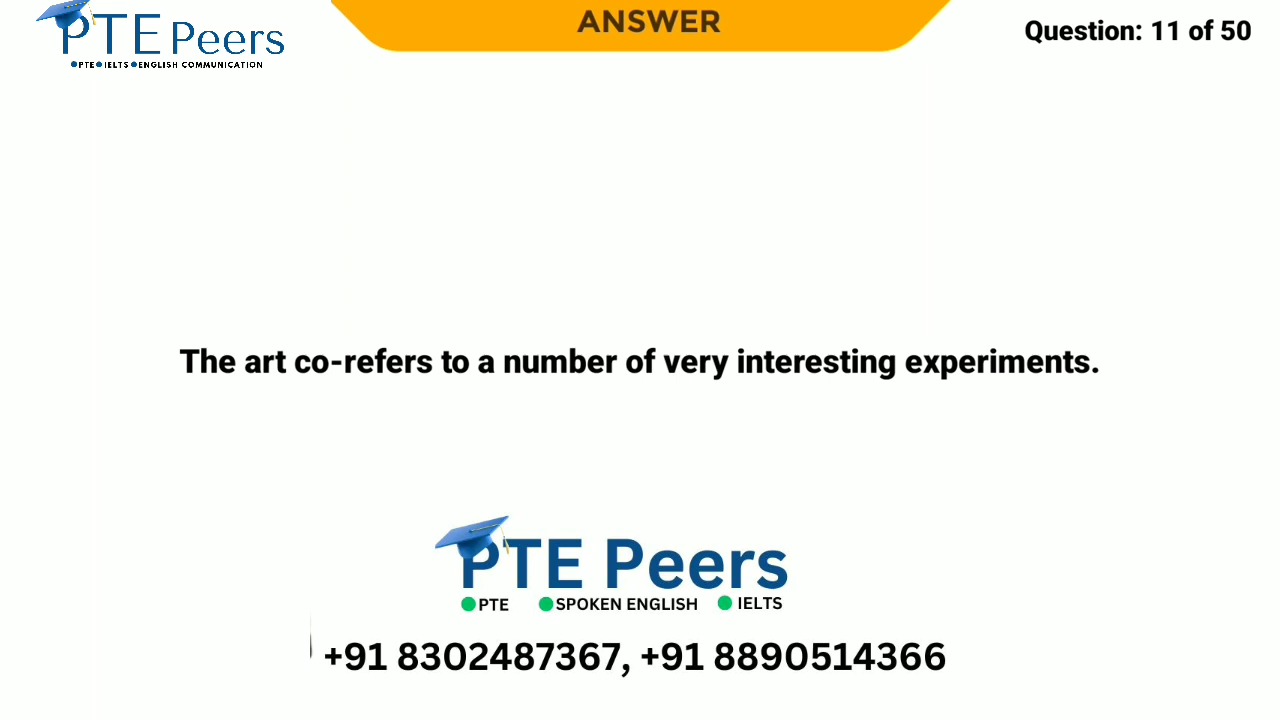 PTE Peers
PTE IELTS ENGLISH COMMUNICATION
ANSWER
Question: 11 of 50
The art co-refers to a number of very interesting experiments.
PTE Peers
PTE SPOKEN ENGLISH IELTS
+91 8302487367, +91 8890514366